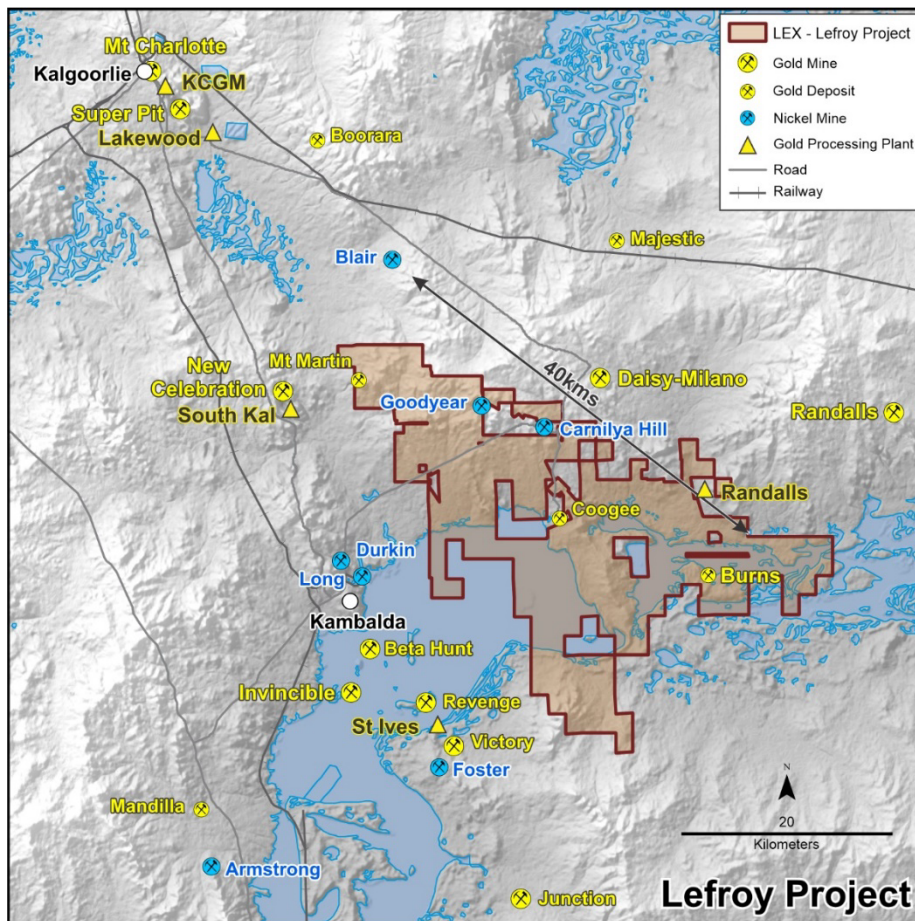 LEX - Lefroy Project
Gold Mine
Gold Deposit
Nickel Mine
Gold Processing Plant
Road
Railway
Mt Charlotte
Kalgoorlie
KCGM
Super Pit
Lakewood
Boorara
Majestic
Blair
40kms
Mt Martin
New
Celebration
South Kal
Goodyear
Daisy-Milano
Carnilya Hill
Randalls
Randalls
Coogee
Durkin
Long
Burns
Kambalda
Beta Hunt
Invincible
Revenge
St Ives
Victory
Foster
Mandilla
Armstrong
Junction
N
20
Kilometers
Lefroy Project